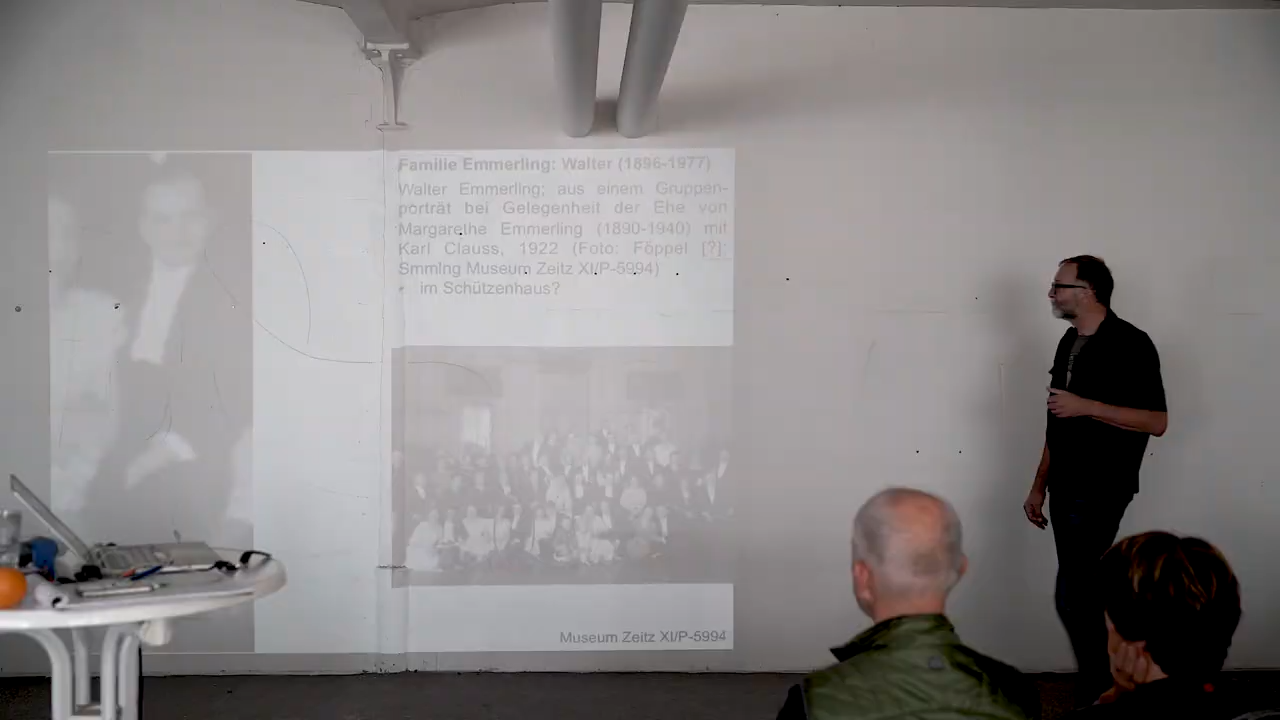 Familie Emmerling: Walter (1896-1977)
Walter Emmerling; aus einem Gruppen-
porträt bei Gelegenheit der Ehe von
Margarethe Emmerling (1890-1940) mit
Karl Clauss, 1922 (Foto: Föppel [?];
Smmlng Museum Zeitz XI/P-5994)
• im Schützenhaus?
Museum Zeitz XI/P-5994